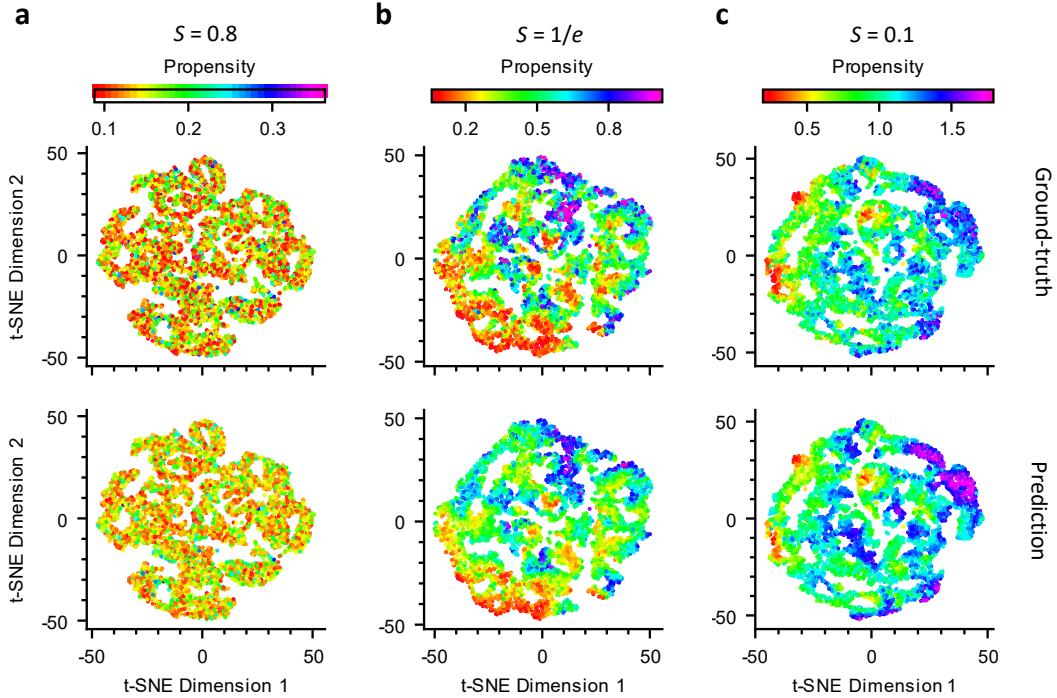 a
S = 0.8
Propensity
0.1 0.2 0.3
b
S = 1/e
Propensity
0.2 0.5 0.8
c
S = 0.1
Propensity
0.5 1.0 1.5
t-SNE Dimension 2
50
0
-50
50
0
-50
50
0
-50
Ground-truth
t-SNE Dimension 2
50
0
-50
50
0
-50
50
0
-50
Prediction
-50 0 50
-50 0 50
-50 0 50
t-SNE Dimension 1
t-SNE Dimension 1
t-SNE Dimension 1